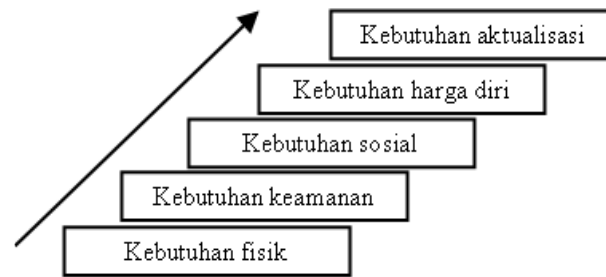 Kebutuhan aktualisasi
Kebutuhan harga diri
Kebutuhan sosial
Kebutuhan keamanan
Kebutuhan fisik